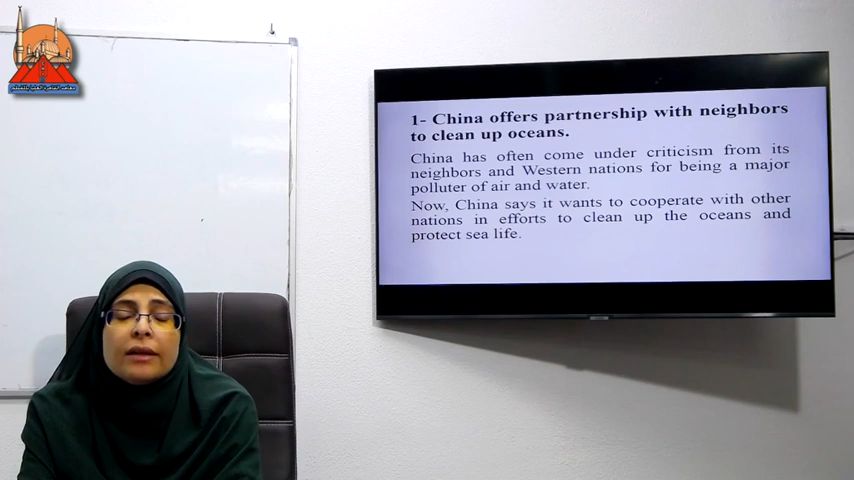 1- China offers partnership with neighbors
to clean up oceans.
China has often come under criticism from its
neighbors and Western nations for being a major
polluter of air and water.
Now, China says it wants to cooperate with other
nations in efforts to clean up the oceans and
protect sea life.